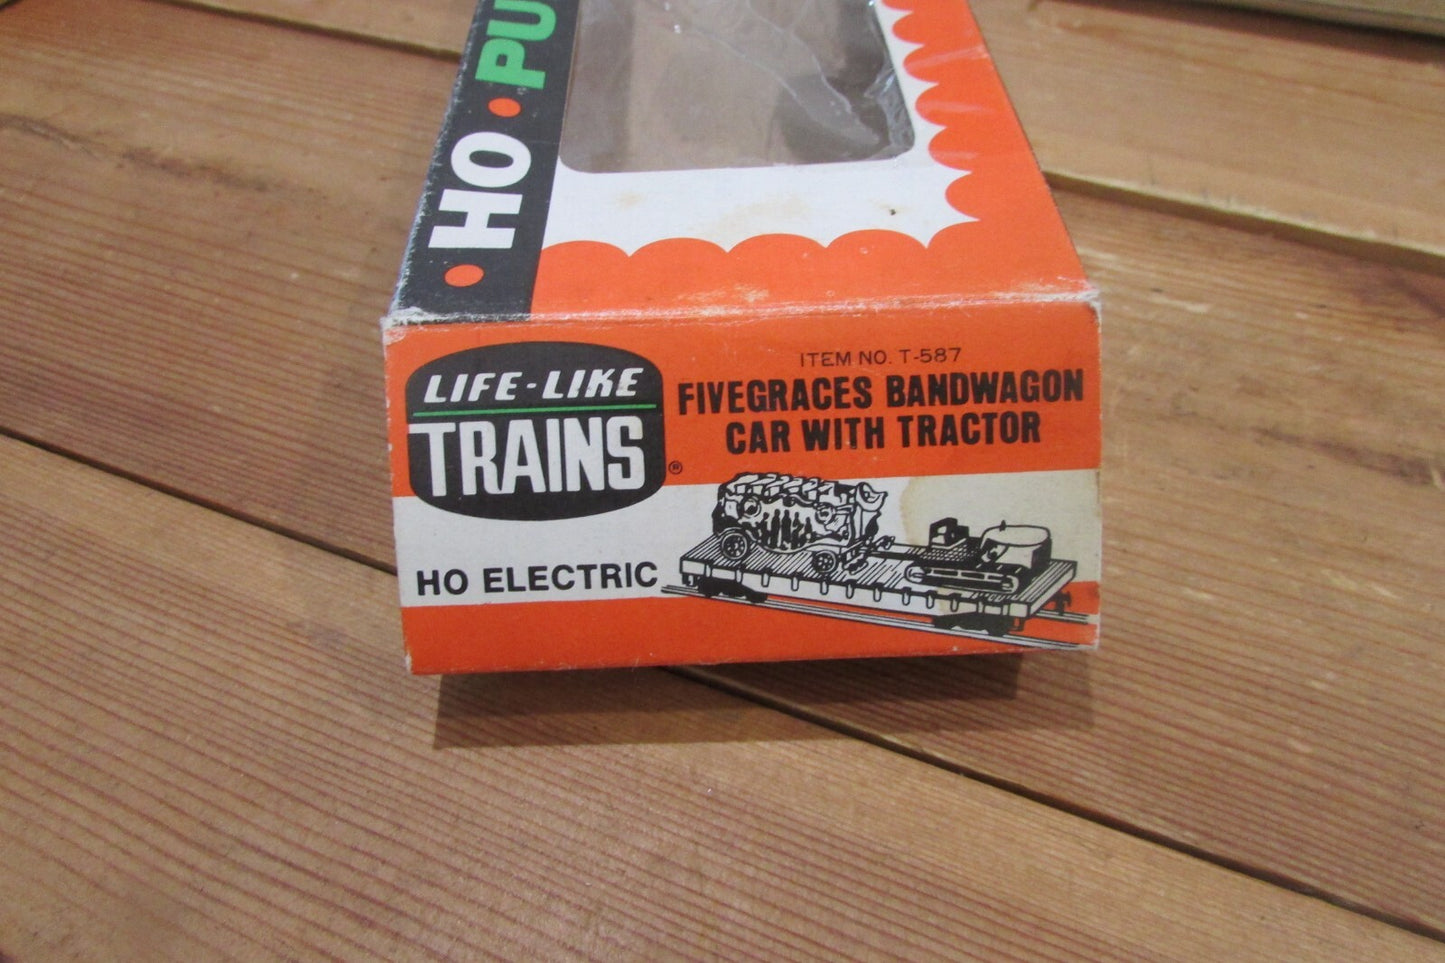 HO • PU
LIFE-LIKE
TRAINS®
HO ELECTRIC
ITEM NO. T-587
FIVEGRACES BANDWAGON
CAR WITH TRACTOR